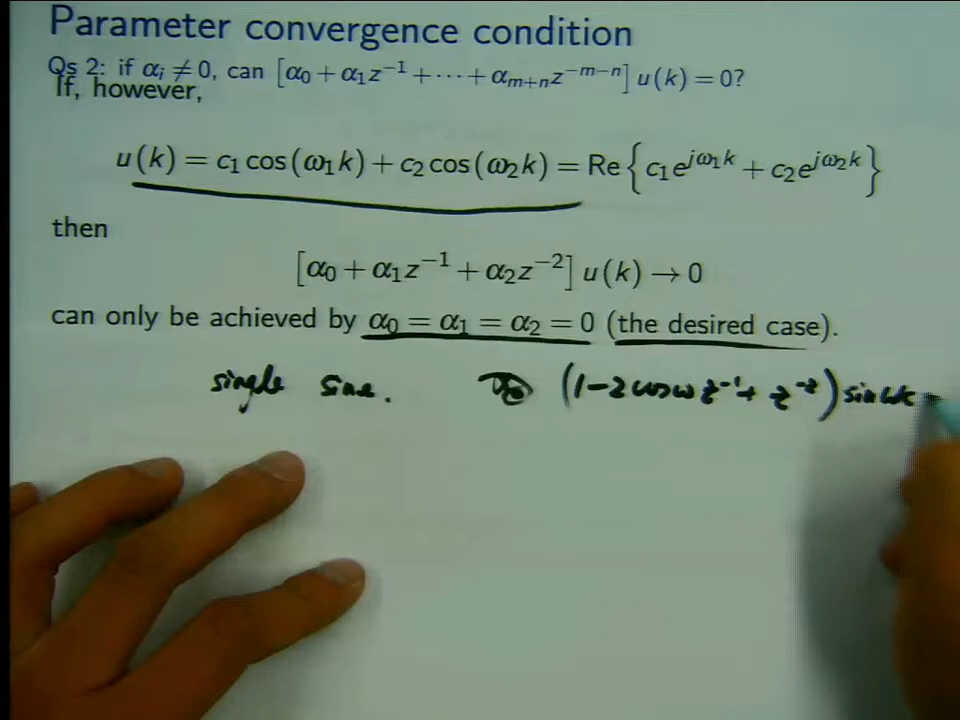 Parameter convergence condition
Qs 2: if αᵢ ≠ 0, can [α₀ + α₁z⁻¹ + ⋯ + αₘ₊ₙz⁻ᵐ⁻ⁿ] u(k) = 0?
If, however,
u(k) = c₁ cos(ω₁k) + c₂ cos(ω₂k) = Re {c₁e^{jω₁k} + c₂e^{jω₂k}}
then
[α₀ + α₁z⁻¹ + α₂z⁻²] u(k) → 0
can only be achieved by α₀ = α₁ = α₂ = 0 (the desired case).
single sine. (1-2cosω z⁻¹ + z⁻²) sin ωk =